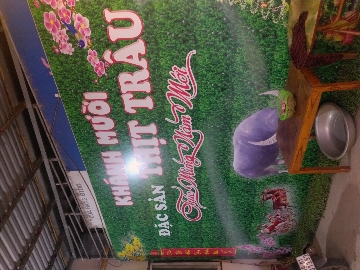 KHÁNH MƯỜI
ĐẶC SẢN THỊT TRÂU
Chúc Mừng Năm Mới